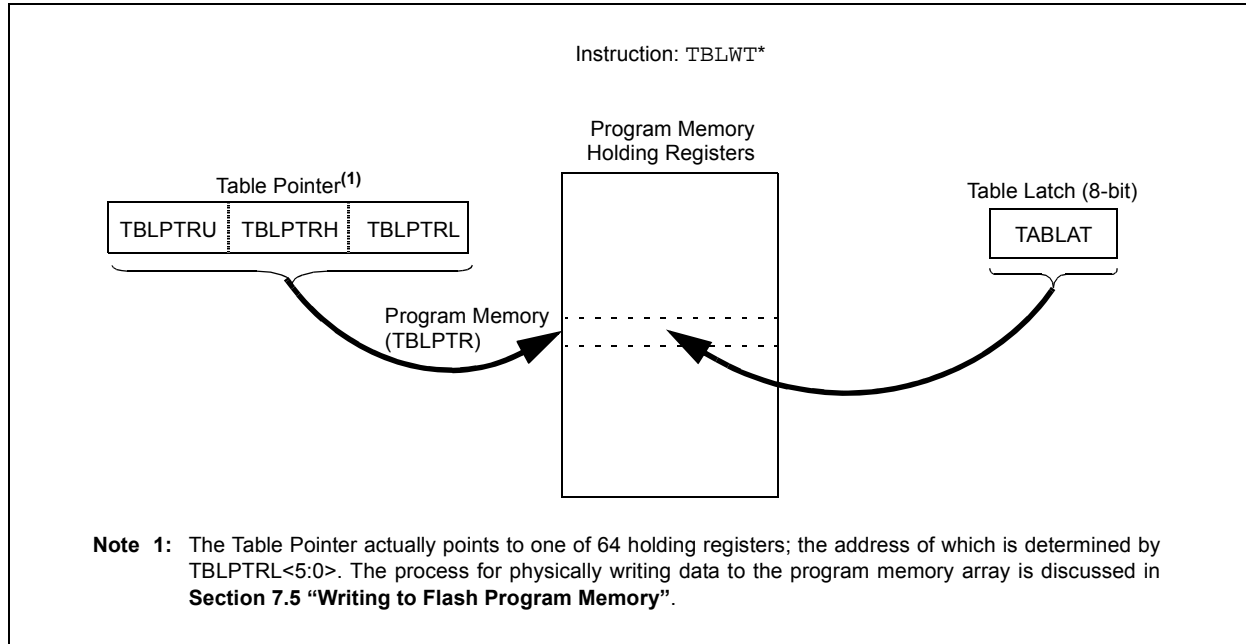 Instruction: TBLWT*
Program Memory
Holding Registers
Table Pointer(1)
Table Latch (8-bit)
TBLPTRU TBLPTRH TBLPTRL
TABLAT
Program Memory
(TBLPTR)
Note 1: The Table Pointer actually points to one of 64 holding registers; the address of which is determined by
TBLPTRL<5:0>. The process for physically writing data to the program memory array is discussed in
Section 7.5 “Writing to Flash Program Memory”.